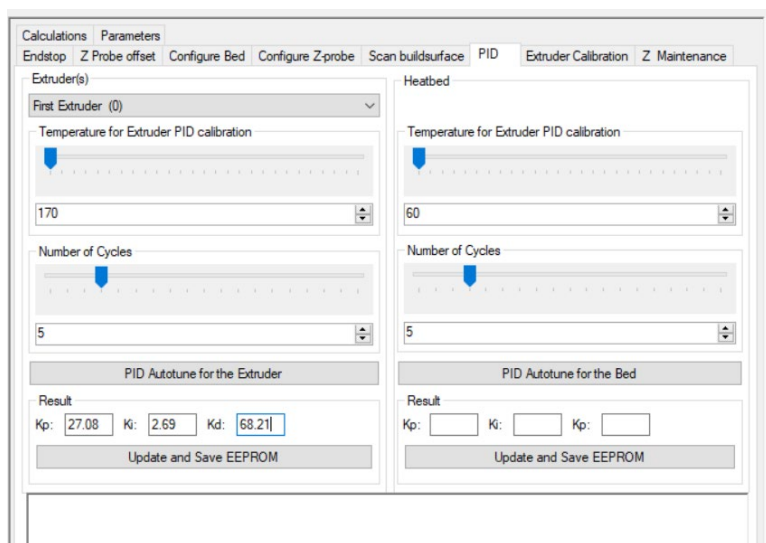 Calculations Parameters
Endstop Z Probe offset Configure Bed Configure Z-probe Scan buildsurface PID Extruder Calibration Z Maintenance
Extruder(s)
First Extruder (0)
Temperature for Extruder PID calibration
170
Number of Cycles
5
PID Autotune for the Extruder
Result
Kp: 27.08 Ki: 2.69 Kd: 68.21
Update and Save EEPROM
Heatbed
Temperature for Extruder PID calibration
60
Number of Cycles
5
PID Autotune for the Bed
Result
Kp: Ki: Kp:
Update and Save EEPROM